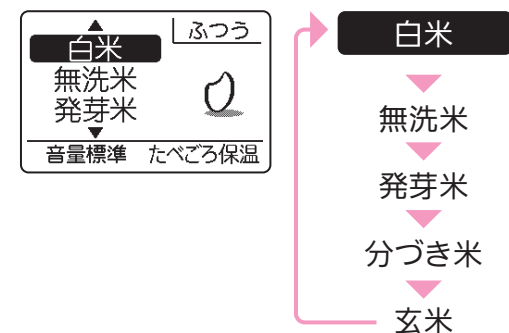 ふつう
白米
無洗米
発芽米
音量標準 たべごろ保温
白米
無洗米
発芽米
分づき米
玄米